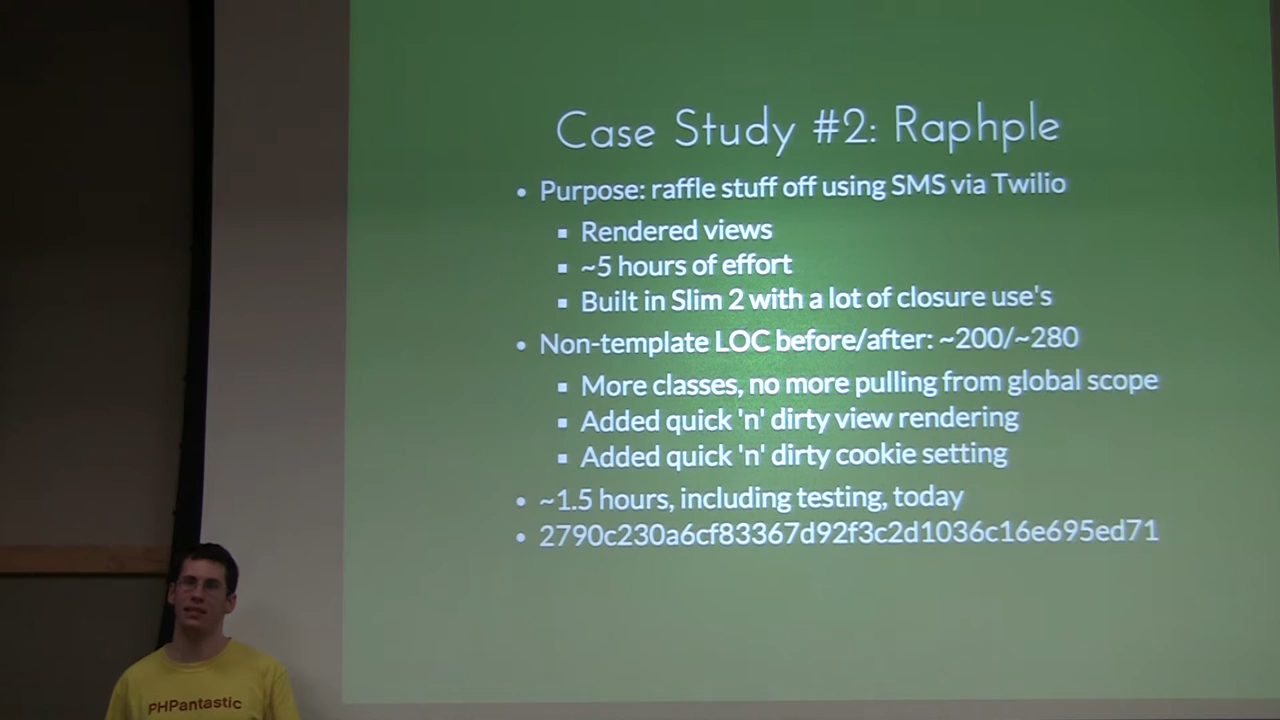 Case Study #2: Raphple
• Purpose: raffle stuff off using SMS via Twilio
▪ Rendered views
▪ ~5 hours of effort
▪ Built in Slim 2 with a lot of closure use's
• Non-template LOC before/after: ~200/~280
▪ More classes, no more pulling from global scope
▪ Added quick 'n' dirty view rendering
▪ Added quick 'n' dirty cookie setting
• ~1.5 hours, including testing, today
• 2790c230a6cf83367d92f3c2d1036c16e695ed71
PHPantastic